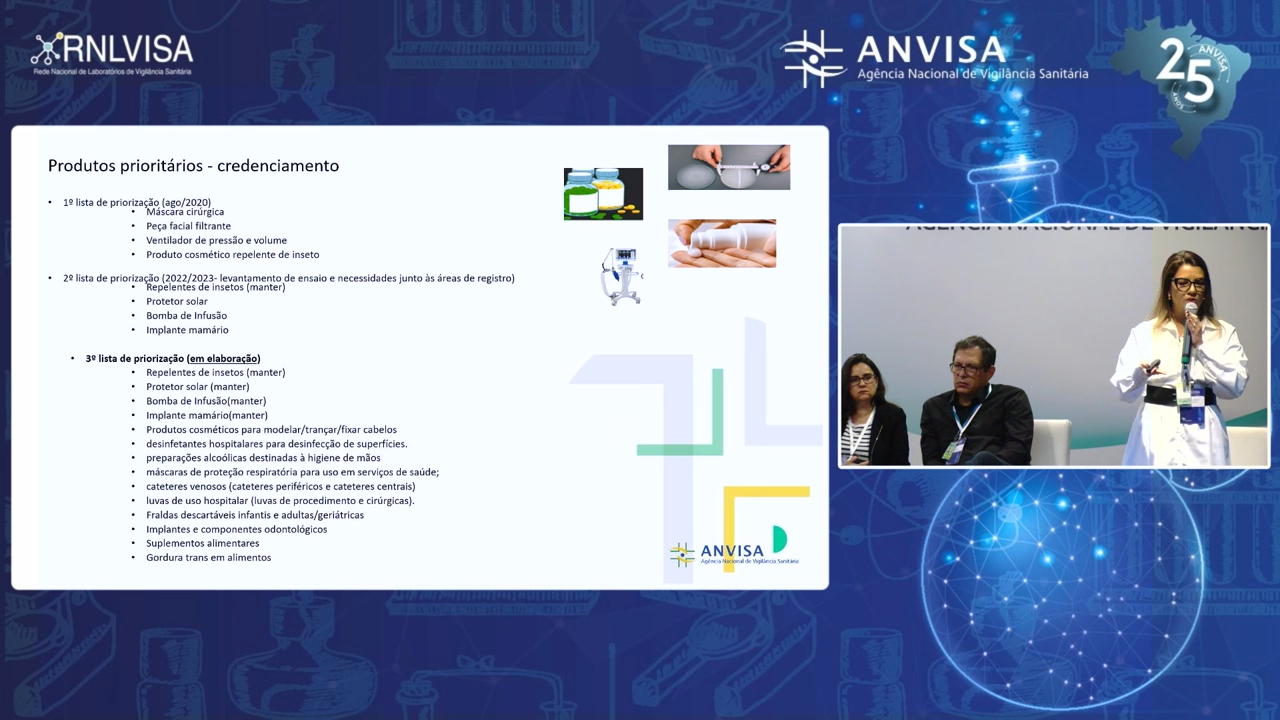 RNLVISA
Rede Nacional de Laboratórios de Vigilância Sanitária
ANVISA
Agência Nacional de Vigilância Sanitária
25
ANVISA
ANOS
Produtos prioritários - credenciamento
• 1º lista de priorização (ago/2020)
• Máscara cirúrgica
• Peça facial filtrante
• Ventilador de pressão e volume
• Produto cosmético repelente de inseto
• 2º lista de priorização (2022/2023- levantamento de ensaio e necessidades junto às áreas de registro)
• Repelentes de insetos (manter)
• Protetor solar
• Bomba de Infusão
• Implante mamário
• 3º lista de priorização (em elaboração)
• Repelentes de insetos (manter)
• Protetor solar (manter)
• Bomba de Infusão(manter)
• Implante mamário(manter)
• Produtos cosméticos para modelar/trançar/fixar cabelos
• desinfetantes hospitalares para desinfecção de superfícies.
• preparações alcoólicas destinadas à higiene de mãos
• máscaras de proteção respiratória para uso em serviços de saúde;
• cateteres venosos (cateteres periféricos e cateteres centrais)
• luvas de uso hospitalar (luvas de procedimento e cirúrgicas).
• Fraldas descartáveis infantis e adultas/geriátricas
• Implantes e componentes odontológicos
• Suplementos alimentares
• Gordura trans em alimentos
ANVISA
Agência Nacional de Vigilância Sanitária
AGÊNCIA NACIONAL DE VIGILÂNCIA